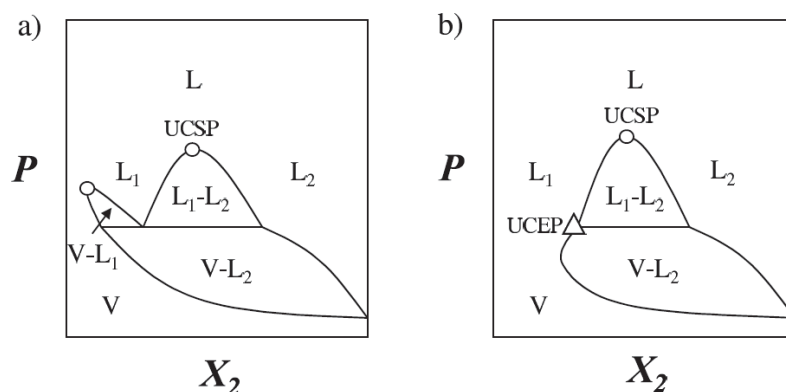 a)
L
UCSP
L₁
L₂
L₁-L₂
V-L₁
V-L₂
V
P
X₂
b)
L
UCSP
L₁
L₂
L₁-L₂
UCEP
V-L₂
V
P
X₂